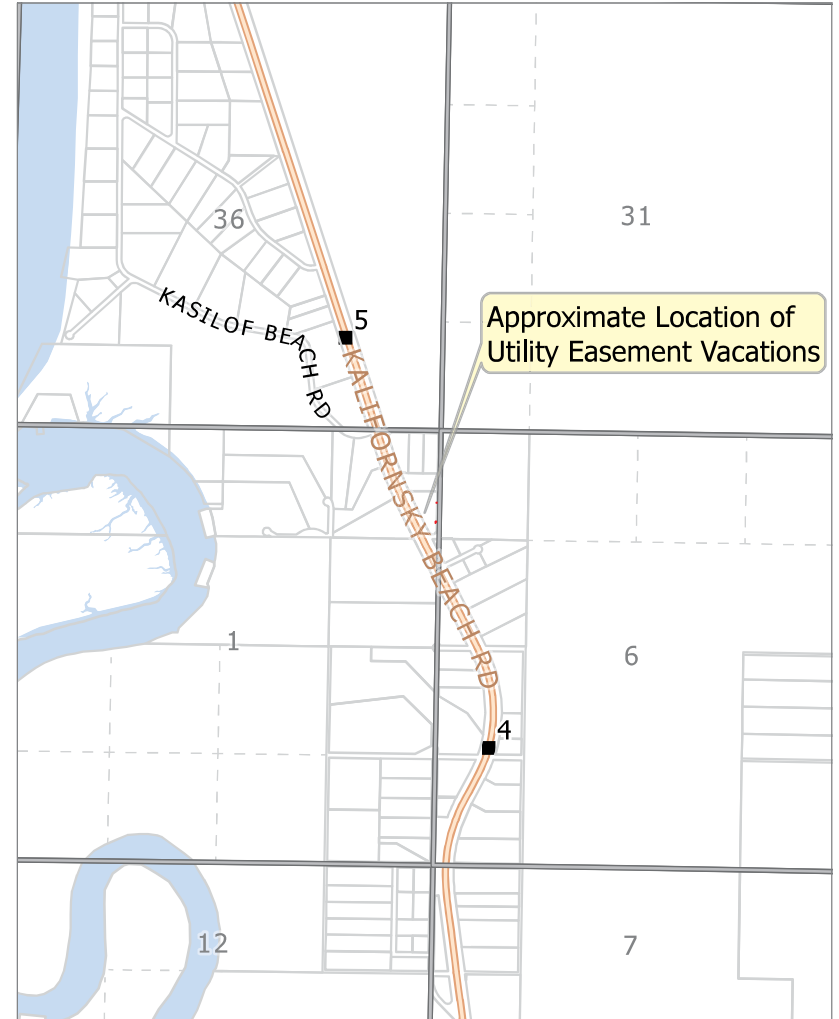 36
31
KASILOF BEACH RD
5
Approximate Location of
Utility Easement Vacations
KALIFORNSKY BEACH RD
1
6
4
12
7